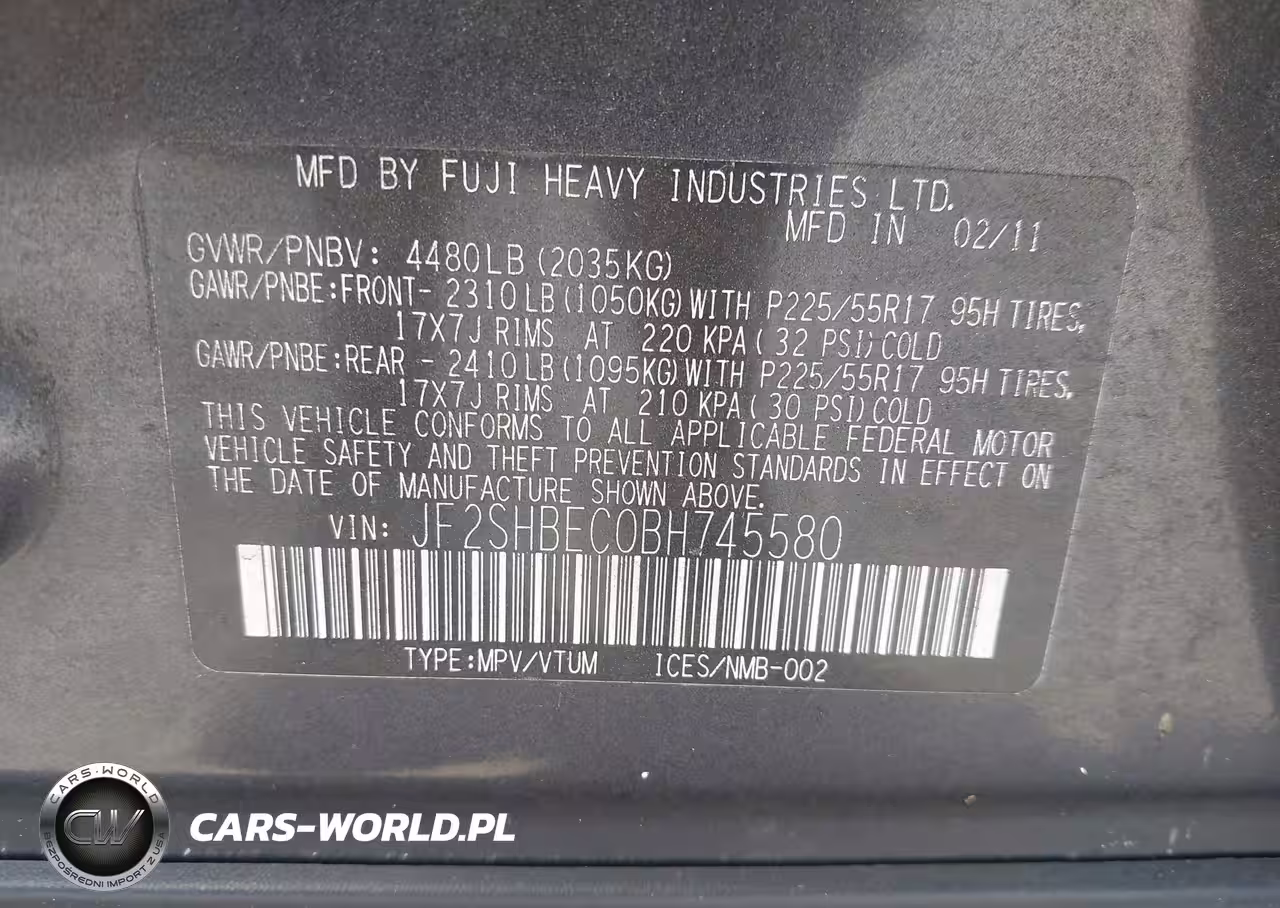 MFD BY FUJI HEAVY INDUSTRIES LTD.
MFD IN 02/11
GVWR/PNBV: 4480LB (2035KG)
GAWR/PNBE:FRONT- 2310LB (1050KG) WITH P225/55R17 95H TIRES,
17X7J RIMS AT 220 KPA ( 32 PSI) COLD
GAWR/PNBE:REAR - 2410LB (1095KG) WITH P225/55R17 95H TIRES,
17X7J RIMS AT 210 KPA ( 30 PSI) COLD
THIS VEHICLE CONFORMS TO ALL APPLICABLE FEDERAL MOTOR
VEHICLE SAFETY AND THEFT PREVENTION STANDARDS IN EFFECT ON
THE DATE OF MANUFACTURE SHOWN ABOVE.
VIN: JF2SHBEC0BH745580
TYPE:MPV/VTUM ICES/NMB-002
CARS-WORLD
CW
BEZPOŚREDNI IMPORT Z USA
CARS-WORLD.PL